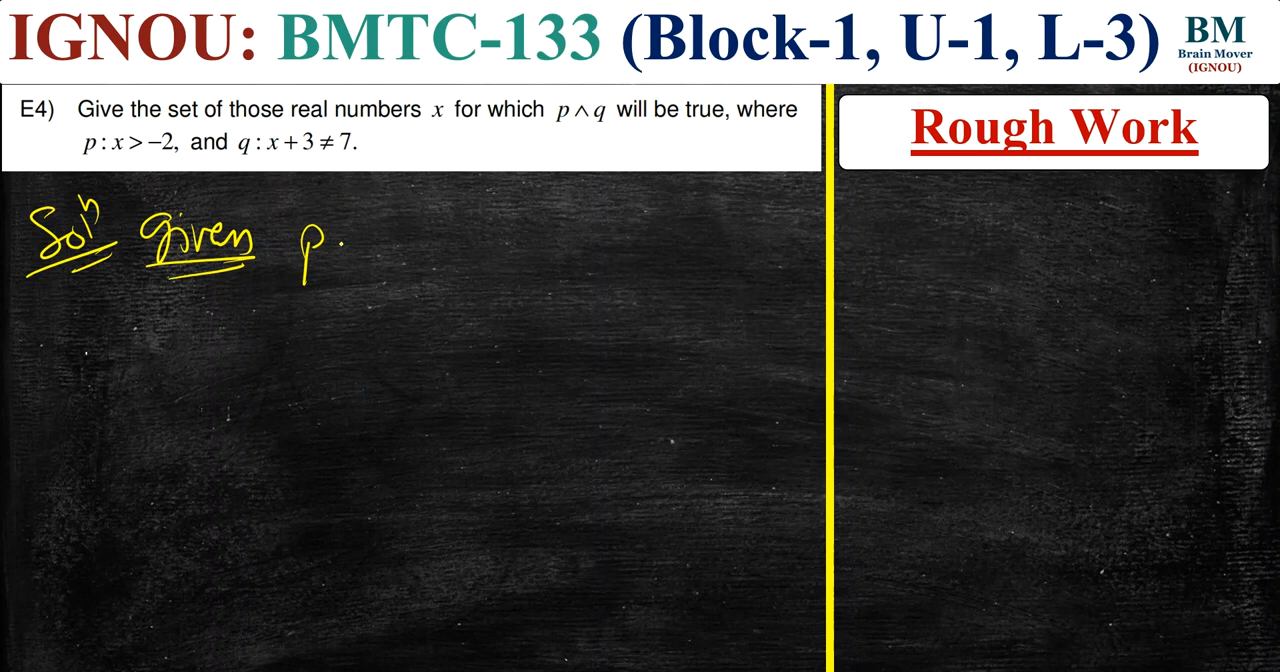 IGNOU: BMTC-133 (Block-1, U-1, L-3)
BM
Brain Mover
(IGNOU)
E4) Give the set of those real numbers x for which p ∧ q will be true, where
p : x > −2, and q : x + 3 ≠ 7.
Rough Work
Solⁿ given p.